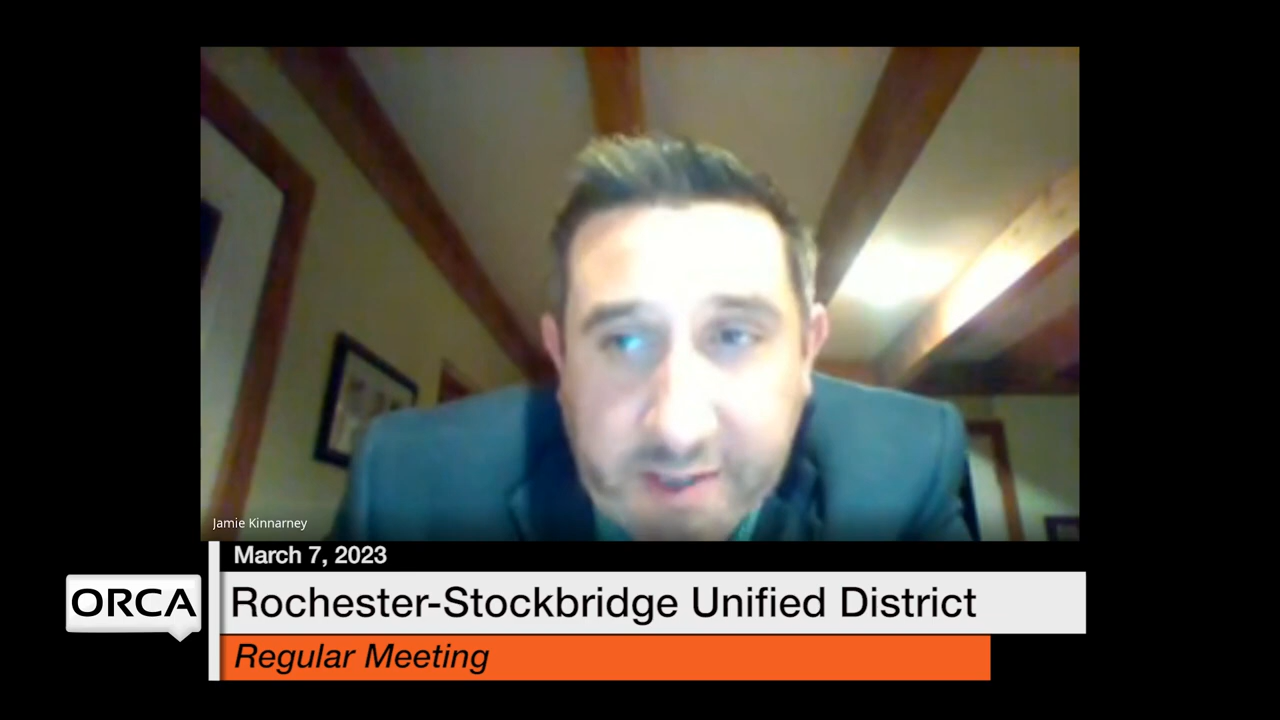 Jamie Kinnarney
March 7, 2023
ORCA
Rochester-Stockbridge Unified District
Regular Meeting